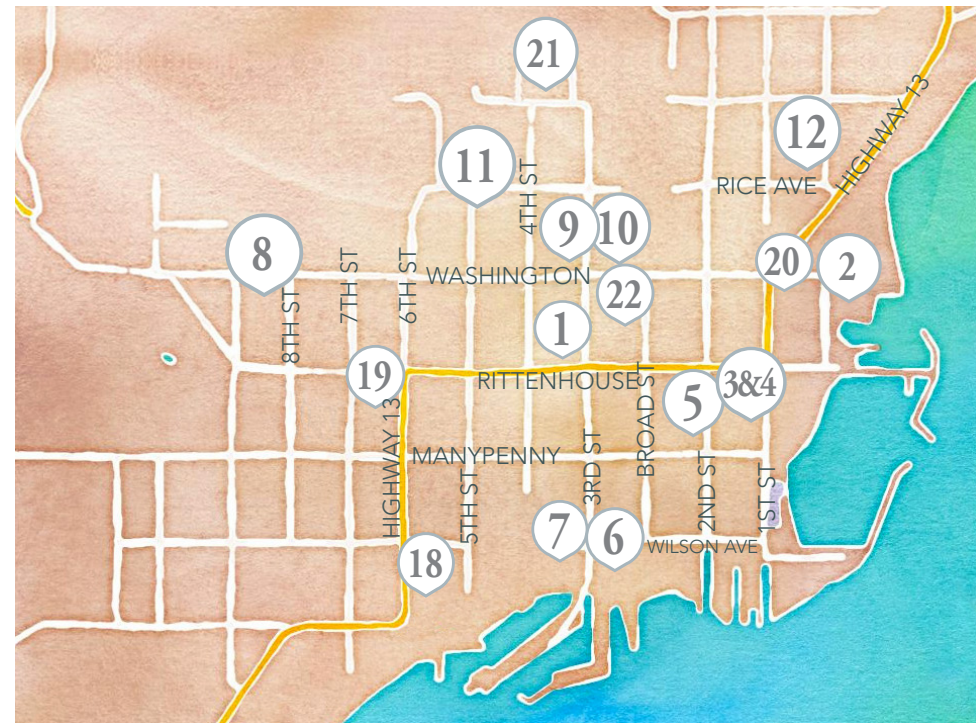 21
12
HIGHWAY 13
11
4TH ST
RICE AVE
9
10
8
7TH ST
6TH ST
WASHINGTON
20
2
22
8TH ST
1
19
RITTENHOUSE
BROAD ST
5
3&4
HIGHWAY 13
MANYPENNY
3RD ST
5TH ST
2ND ST
1ST ST
7
6
WILSON AVE
18